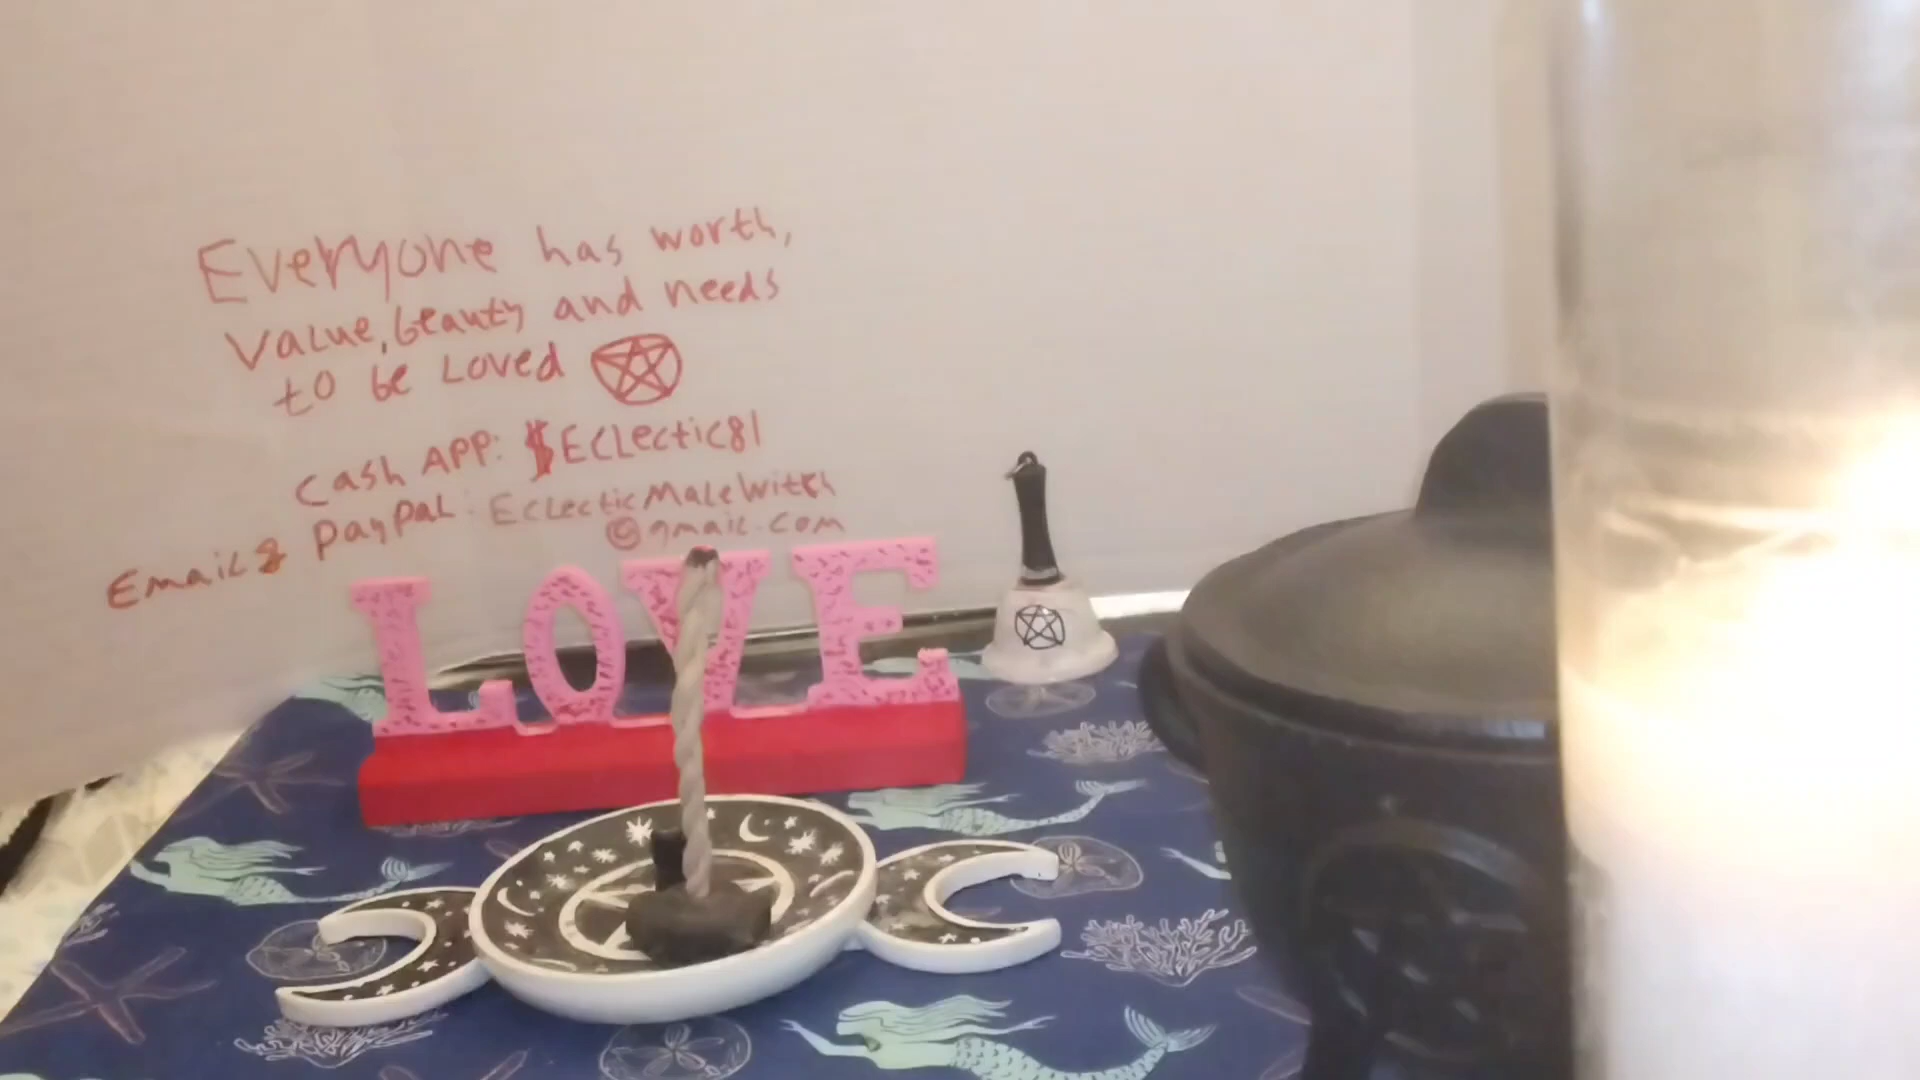 Everyone has worth,
Value, beauty and needs
to be Loved
Cash APP: $Eclectic81
Email & PayPal: EclecticMaleWitch
@gmail.com
LOVE